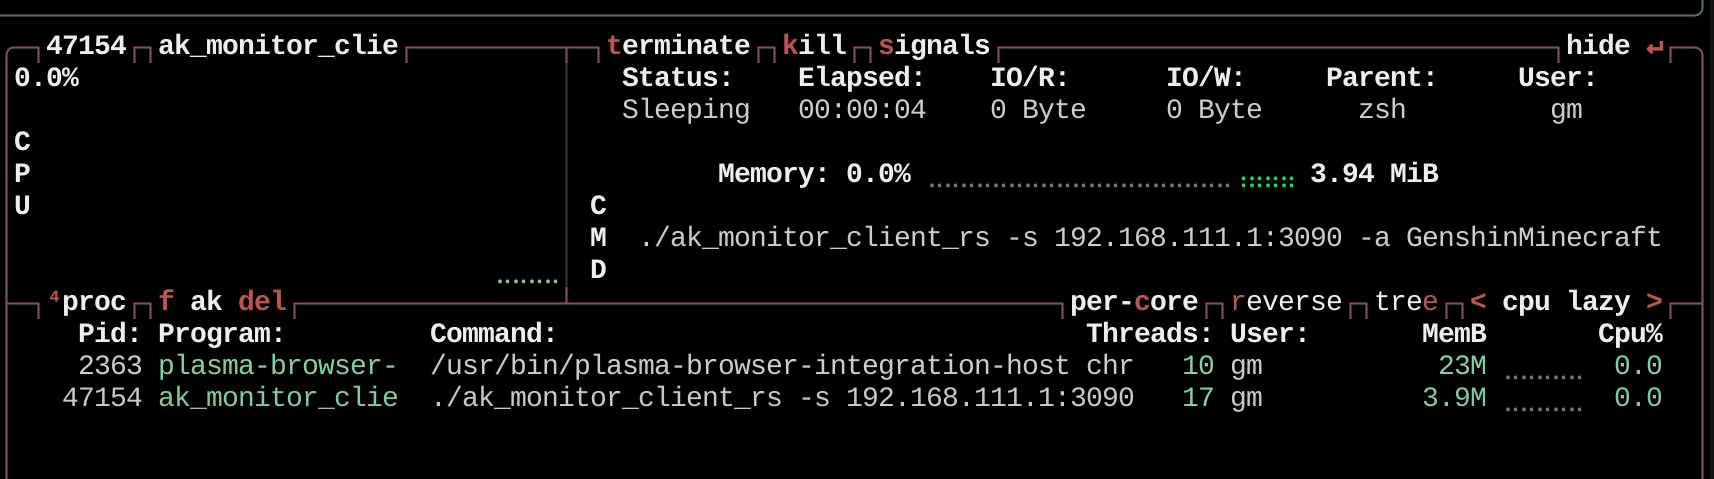 47154 ak_monitor_clie terminate kill signals hide ↵
0.0% Status: Elapsed: IO/R: IO/W: Parent: User:
Sleeping 00:00:04 0 Byte 0 Byte zsh gm
C
P Memory: 0.0% 3.94 MiB
U C
M ./ak_monitor_client_rs -s 192.168.111.1:3090 -a GenshinMinecraft
D
⁴proc f ak del per-core reverse tree < cpu lazy >
Pid: Program: Command: Threads: User: MemB Cpu%
2363 plasma-browser- /usr/bin/plasma-browser-integration-host chr 10 gm 23M 0.0
47154 ak_monitor_clie ./ak_monitor_client_rs -s 192.168.111.1:3090 17 gm 3.9M 0.0